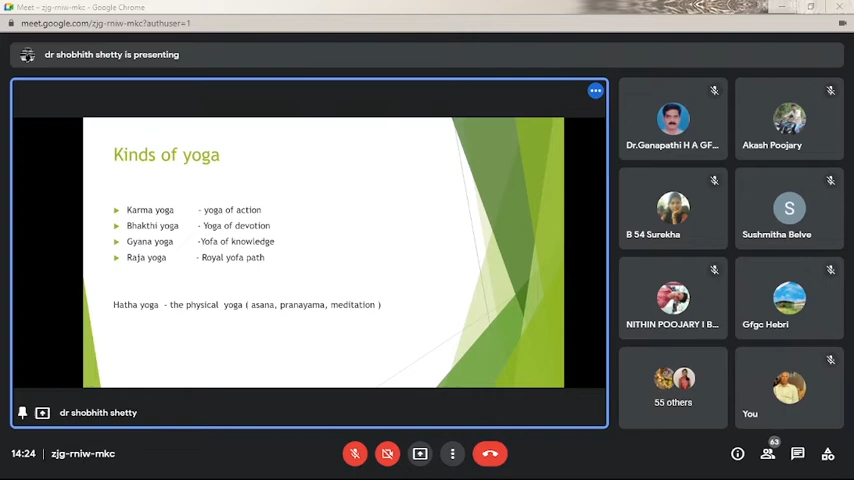 Meet - zjg-rniw-mkc - Google Chrome
meet.google.com/zjg-rniw-mkc?authuser=1
dr shobhith shetty is presenting
Kinds of yoga
Karma yoga - yoga of action
Bhakthi yoga - Yoga of devotion
Gyana yoga -Yofa of knowledge
Raja yoga - Royal yofa path
Hatha yoga - the physical yoga ( asana, pranayama, meditation )
dr shobhith shetty
Dr.Ganapathi H A GF...
Akash Poojary
B 54 Surekha
S
Sushmitha Belve
NITHIN POOJARY I B...
Gfgc Hebri
55 others
You
14:24 zjg-rniw-mkc
63